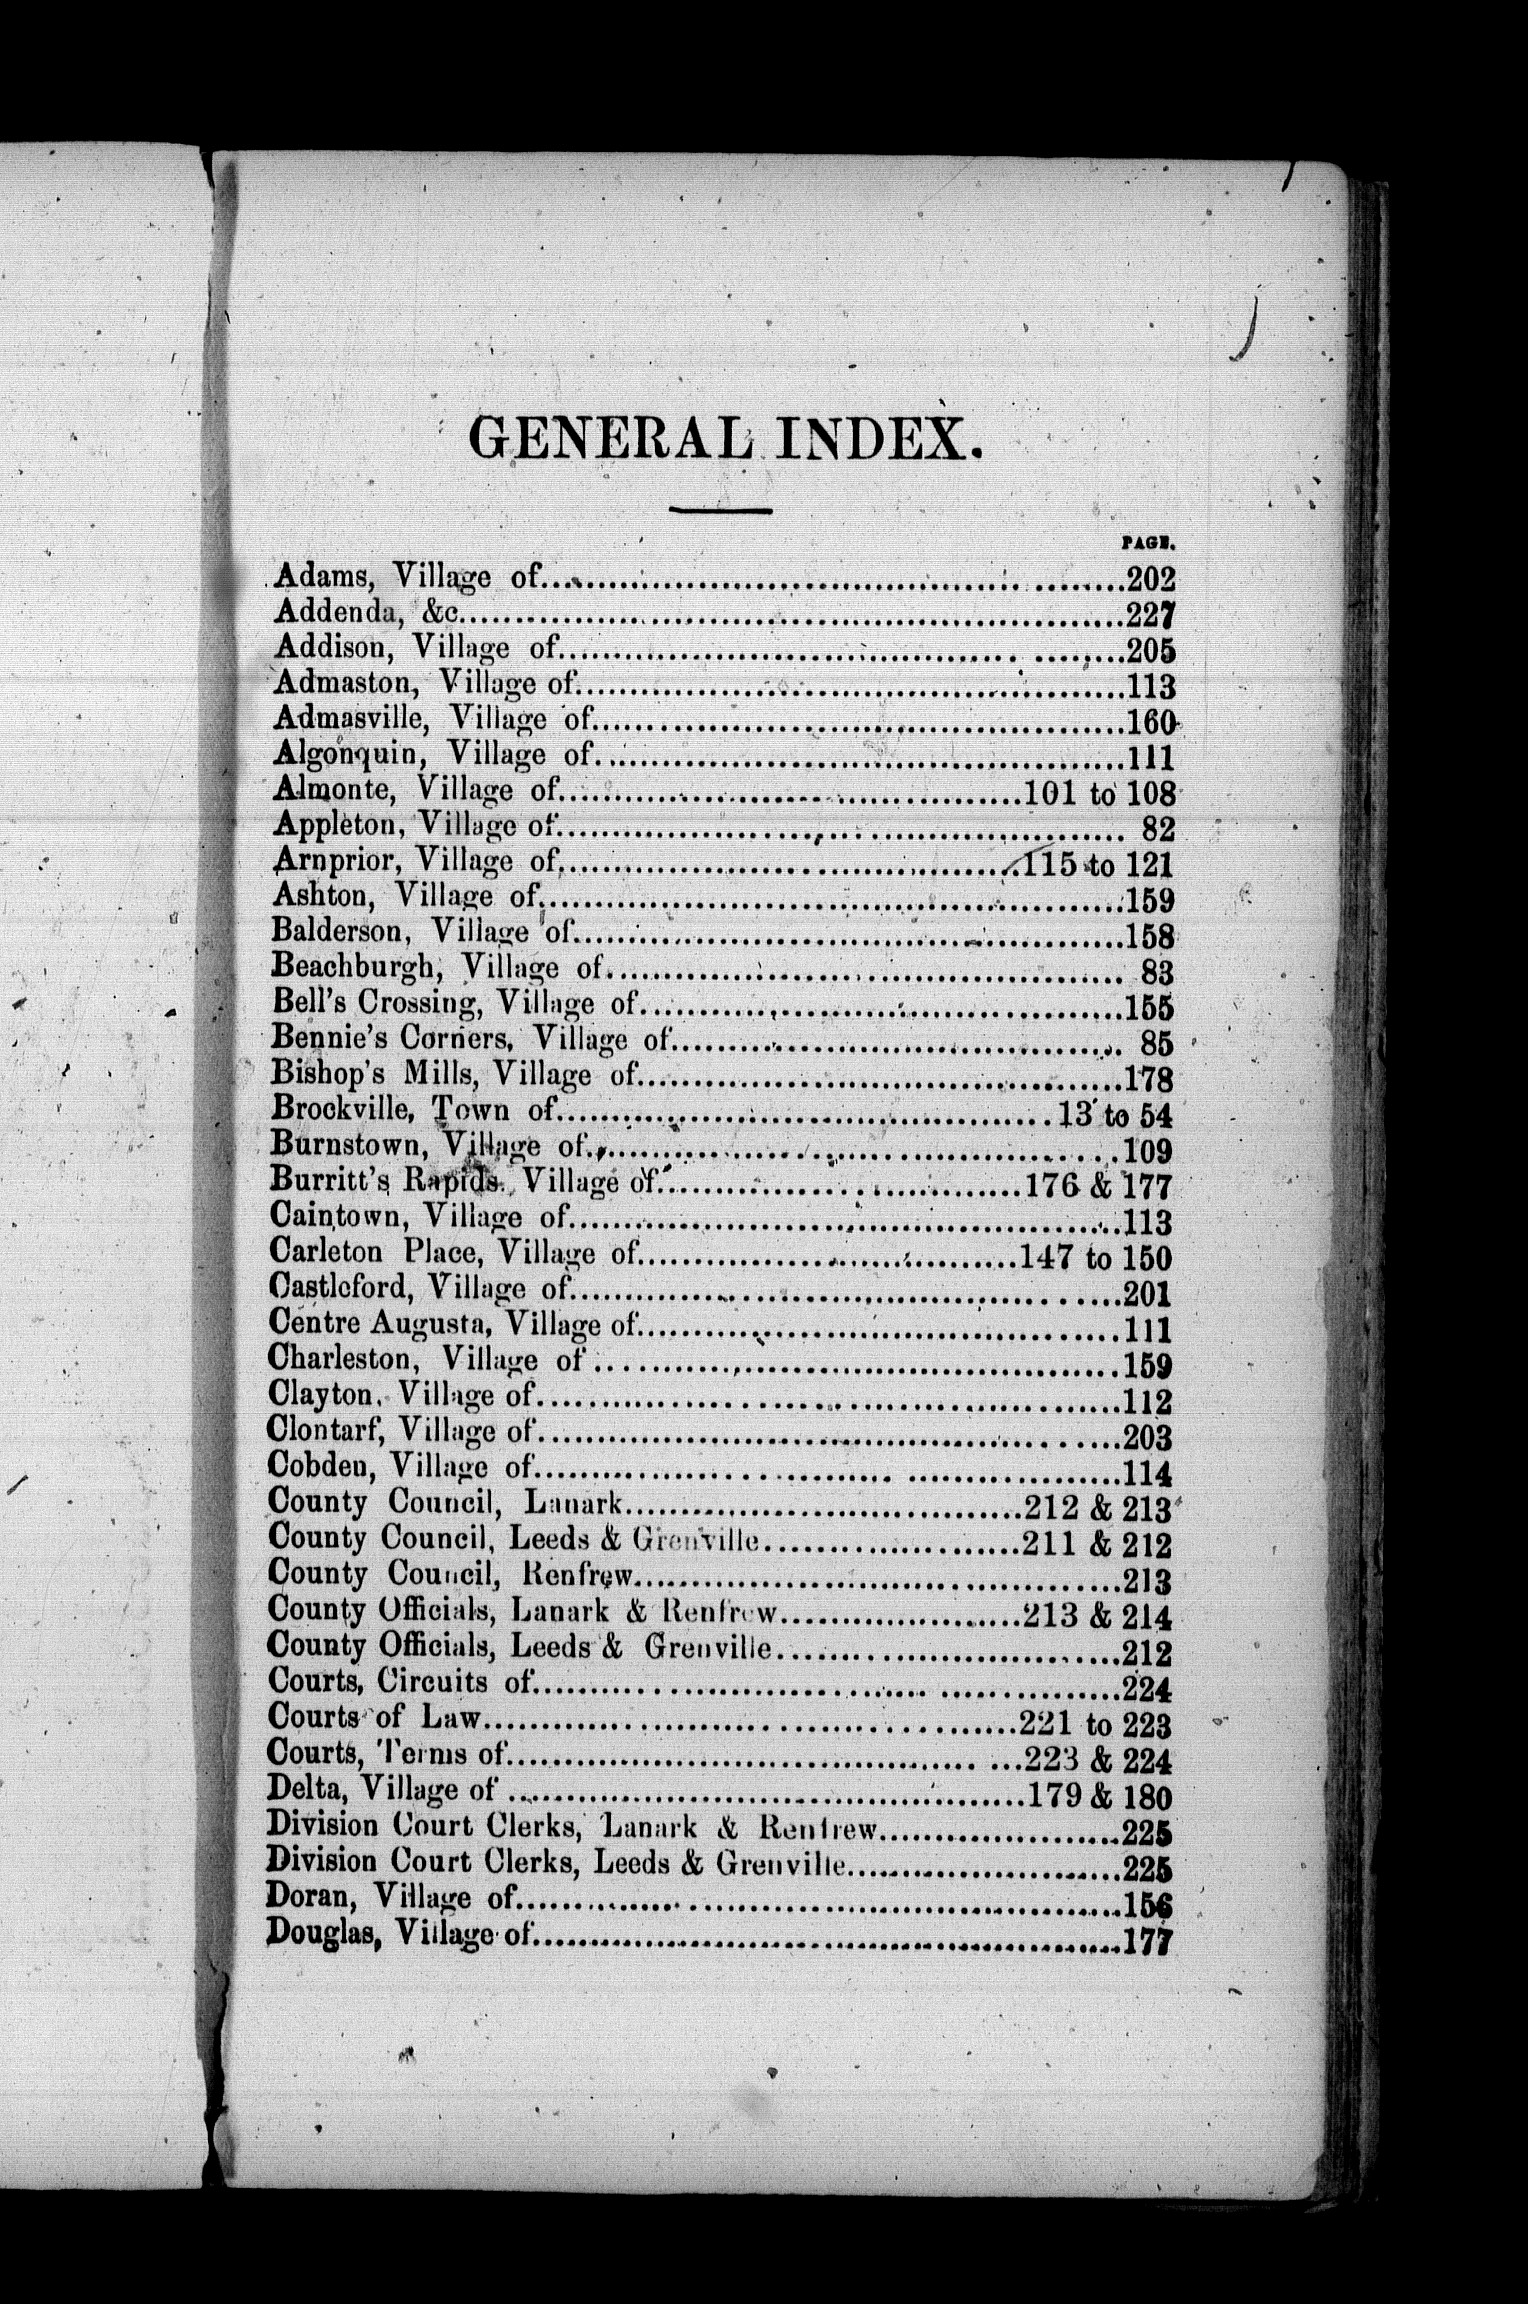 GENERAL INDEX.
PAGE.
Adams, Village of..........202
Addenda, &c..........227
Addison, Village of..........205
Admaston, Village of..........113
Admasville, Village of..........160
Algonquin, Village of..........111
Almonte, Village of..........101 to 108
Appleton, Village of.......... 82
Arnprior, Village of..........115 to 121
Ashton, Village of..........159
Balderson, Village of..........158
Beachburgh, Village of.......... 83
Bell's Crossing, Village of..........155
Bennie's Corners, Village of.......... 85
Bishop's Mills, Village of..........178
Brockville, Town of..........13 to 54
Burnstown, Village of..........109
Burritt's Rapids, Village of..........176 & 177
Caintown, Village of..........113
Carleton Place, Village of..........147 to 150
Castleford, Village of..........201
Centre Augusta, Village of..........111
Charleston, Village of..........159
Clayton, Village of..........112
Clontarf, Village of..........203
Cobden, Village of..........114
County Council, Lanark..........212 & 213
County Council, Leeds & Grenville..........211 & 212
County Council, Renfrew..........213
County Officials, Lanark & Renfrew..........213 & 214
County Officials, Leeds & Grenville..........212
Courts, Circuits of..........224
Courts of Law..........221 to 223
Courts, Terms of..........223 & 224
Delta, Village of..........179 & 180
Division Court Clerks, Lanark & Renfrew..........225
Division Court Clerks, Leeds & Grenville..........225
Doran, Village of..........156
Douglas, Village of..........177